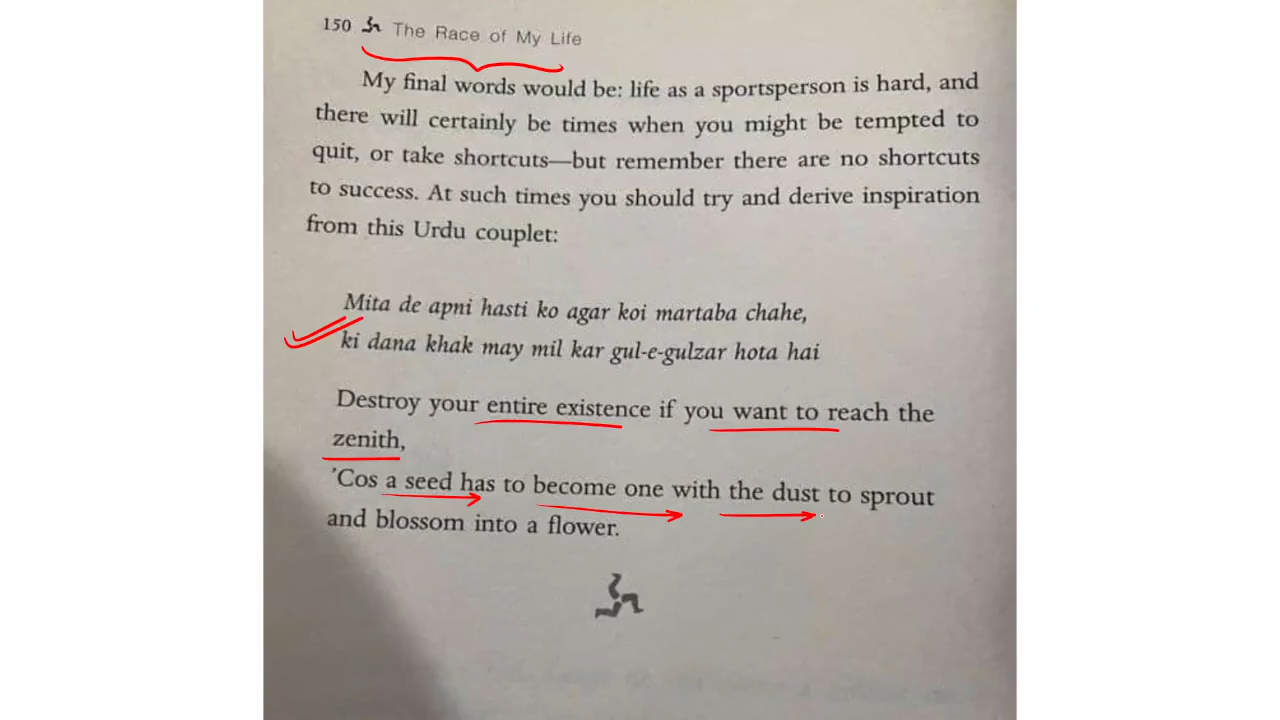 150 The Race of My Life
My final words would be: life as a sportsperson is hard, and
there will certainly be times when you might be tempted to
quit, or take shortcuts—but remember there are no shortcuts
to success. At such times you should try and derive inspiration
from this Urdu couplet:
Mita de apni hasti ko agar koi martaba chahe,
ki dana khak may mil kar gul-e-gulzar hota hai
Destroy your entire existence if you want to reach the
zenith,
'Cos a seed has to become one with the dust to sprout
and blossom into a flower.